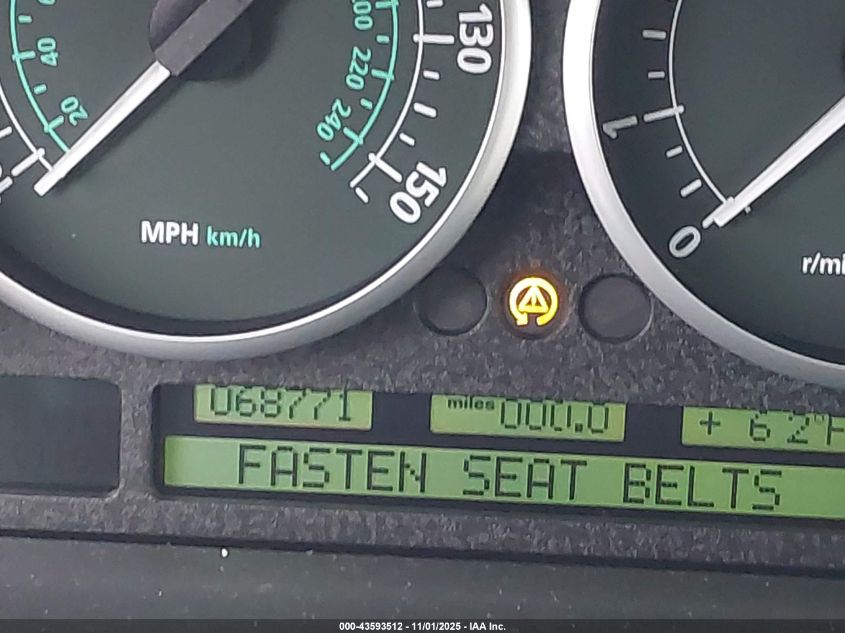 20
40
200
220
240
130
150
MPH km/h
1
0
r/mi
068771
miles 000.0
+ 62°F
FASTEN SEAT BELTS
000-43593512 - 11/01/2025 - IAA Inc.